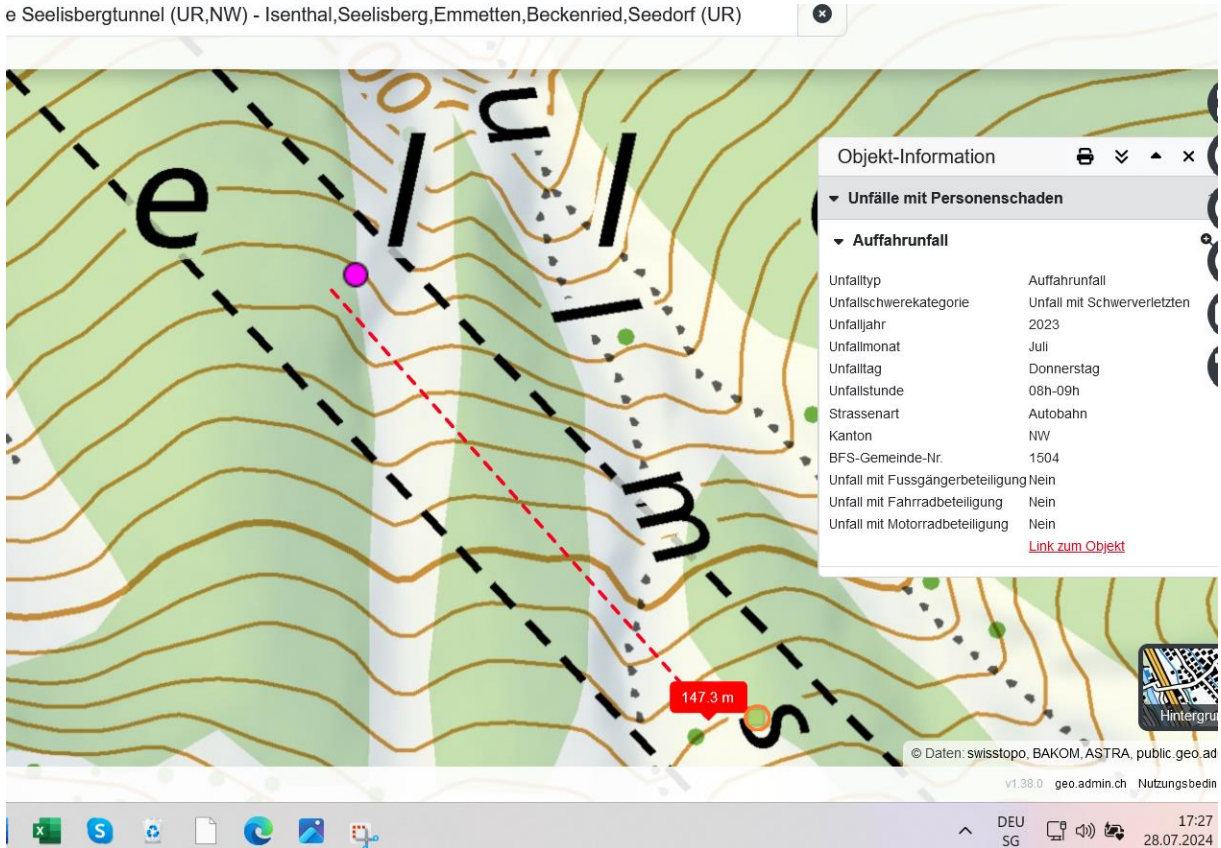 e Seelisbergtunnel (UR,NW) - Isenthal,Seelisberg,Emmetten,Beckenried,Seedorf (UR)
e l l
u l m s
Objekt-Information
Unfälle mit Personenschaden
Auffahrunfall
Unfalltyp Auffahrunfall
Unfallschwerekategorie Unfall mit Schwerverletzten
Unfalljahr 2023
Unfallmonat Juli
Unfalltag Donnerstag
Unfallstunde 08h-09h
Strassenart Autobahn
Kanton NW
BFS-Gemeinde-Nr. 1504
Unfall mit Fussgängerbeteiligung Nein
Unfall mit Fahrradbeteiligung Nein
Unfall mit Motorradbeteiligung Nein
Link zum Objekt
147.3 m
Hintergru
© Daten: swisstopo, BAKOM, ASTRA, public.geo.ad
v1.38.0 geo.admin.ch Nutzungsbedin
DEU 17:27
SG 28.07.2024